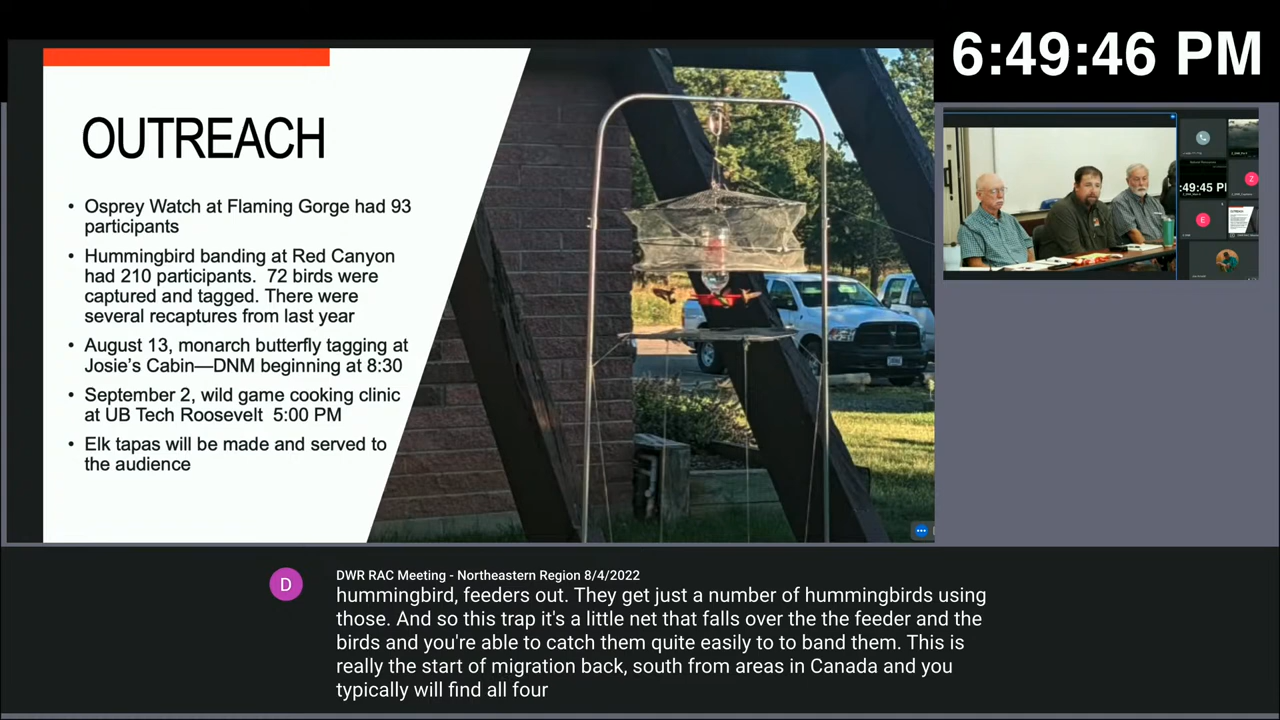 6:49:46 PM
OUTREACH
• Osprey Watch at Flaming Gorge had 93
participants
• Hummingbird banding at Red Canyon
had 210 participants.  72 birds were
captured and tagged. There were
several recaptures from last year
• August 13, monarch butterfly tagging at
Josie's Cabin—DNM beginning at 8:30
• September 2, wild game cooking clinic
at UB Tech Roosevelt  5:00 PM
• Elk tapas will be made and served to
the audience
:49:45 PM
Z
E
D
DWR RAC Meeting - Northeastern Region 8/4/2022
hummingbird, feeders out. They get just a number of hummingbirds using
those. And so this trap it's a little net that falls over the the feeder and the
birds and you're able to catch them quite easily to to band them. This is
really the start of migration back, south from areas in Canada and you
typically will find all four